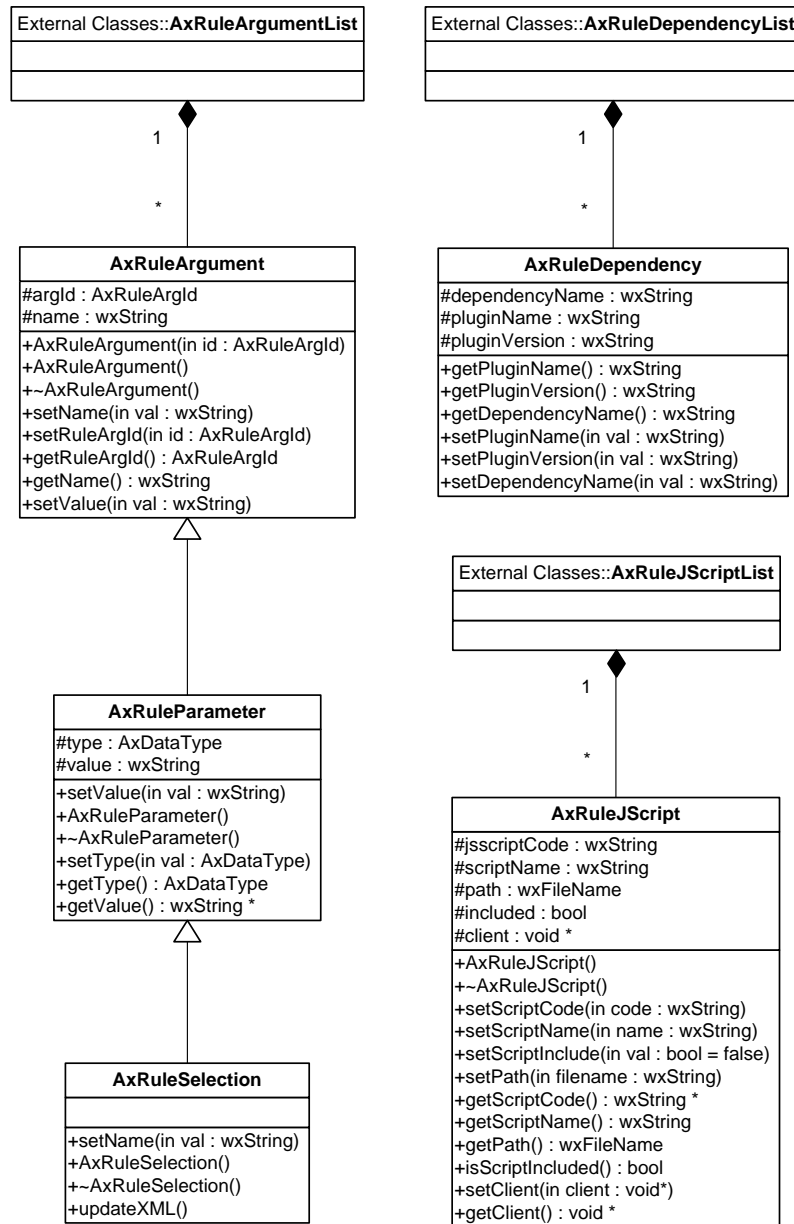 External Classes::AxRuleArgumentList
1
*
AxRuleArgument
#argId : AxRuleArgId
#name : wxString
+AxRuleArgument(in id : AxRuleArgId)
+AxRuleArgument()
+~AxRuleArgument()
+setName(in val : wxString)
+setRuleArgId(in id : AxRuleArgId)
+getRuleArgId() : AxRuleArgId
+getName() : wxString
+setValue(in val : wxString)
AxRuleParameter
#type : AxDataType
#value : wxString
+setValue(in val : wxString)
+AxRuleParameter()
+~AxRuleParameter()
+setType(in val : AxDataType)
+getType() : AxDataType
+getValue() : wxString *
AxRuleSelection
+setName(in val : wxString)
+AxRuleSelection()
+~AxRuleSelection()
+updateXML()
External Classes::AxRuleDependencyList
1
*
AxRuleDependency
#dependencyName : wxString
#pluginName : wxString
#pluginVersion : wxString
+getPluginName() : wxString
+getPluginVersion() : wxString
+getDependencyName() : wxString
+setPluginName(in val : wxString)
+setPluginVersion(in val : wxString)
+setDependencyName(in val : wxString)
External Classes::AxRuleJScriptList
1
*
AxRuleJScript
#jsscriptCode : wxString
#scriptName : wxString
#path : wxFileName
#included : bool
#client : void *
+AxRuleJScript()
+~AxRuleJScript()
+setScriptCode(in code : wxString)
+setScriptName(in name : wxString)
+setScriptInclude(in val : bool = false)
+setPath(in filename : wxString)
+getScriptCode() : wxString *
+getScriptName() : wxString
+getPath() : wxFileName
+isScriptIncluded() : bool
+setClient(in client : void*)
+getClient() : void *